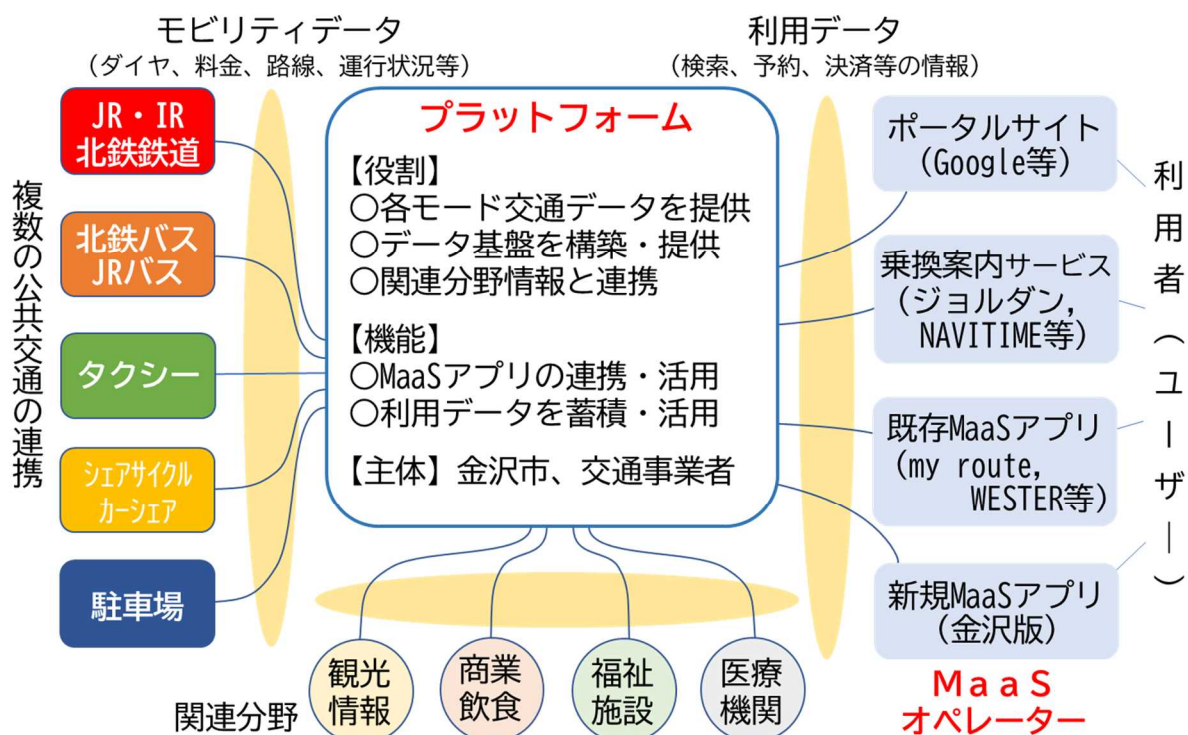 モビリティデータ
（ダイヤ、料金、路線、運行状況等）
利用データ
（検索、予約、決済等の情報）
複数の公共交通の連携
JR・IR
北鉄鉄道
北鉄バス
JRバス
タクシー
シェアサイクル
カーシェア
駐車場
プラットフォーム
【役割】
○各モード交通データを提供
○データ基盤を構築・提供
○関連分野情報と連携
【機能】
○MaaSアプリの連携・活用
○利用データを蓄積・活用
【主体】金沢市、交通事業者
ポータルサイト
(Google等)
乗換案内サービス
(ジョルダン,
NAVITIME等)
既存MaaSアプリ
(my route,
WESTER等)
新規MaaSアプリ
(金沢版)
MaaS
オペレーター
利用者（ユーザー）
関連分野
観光
情報
商業
飲食
福祉
施設
医療
機関